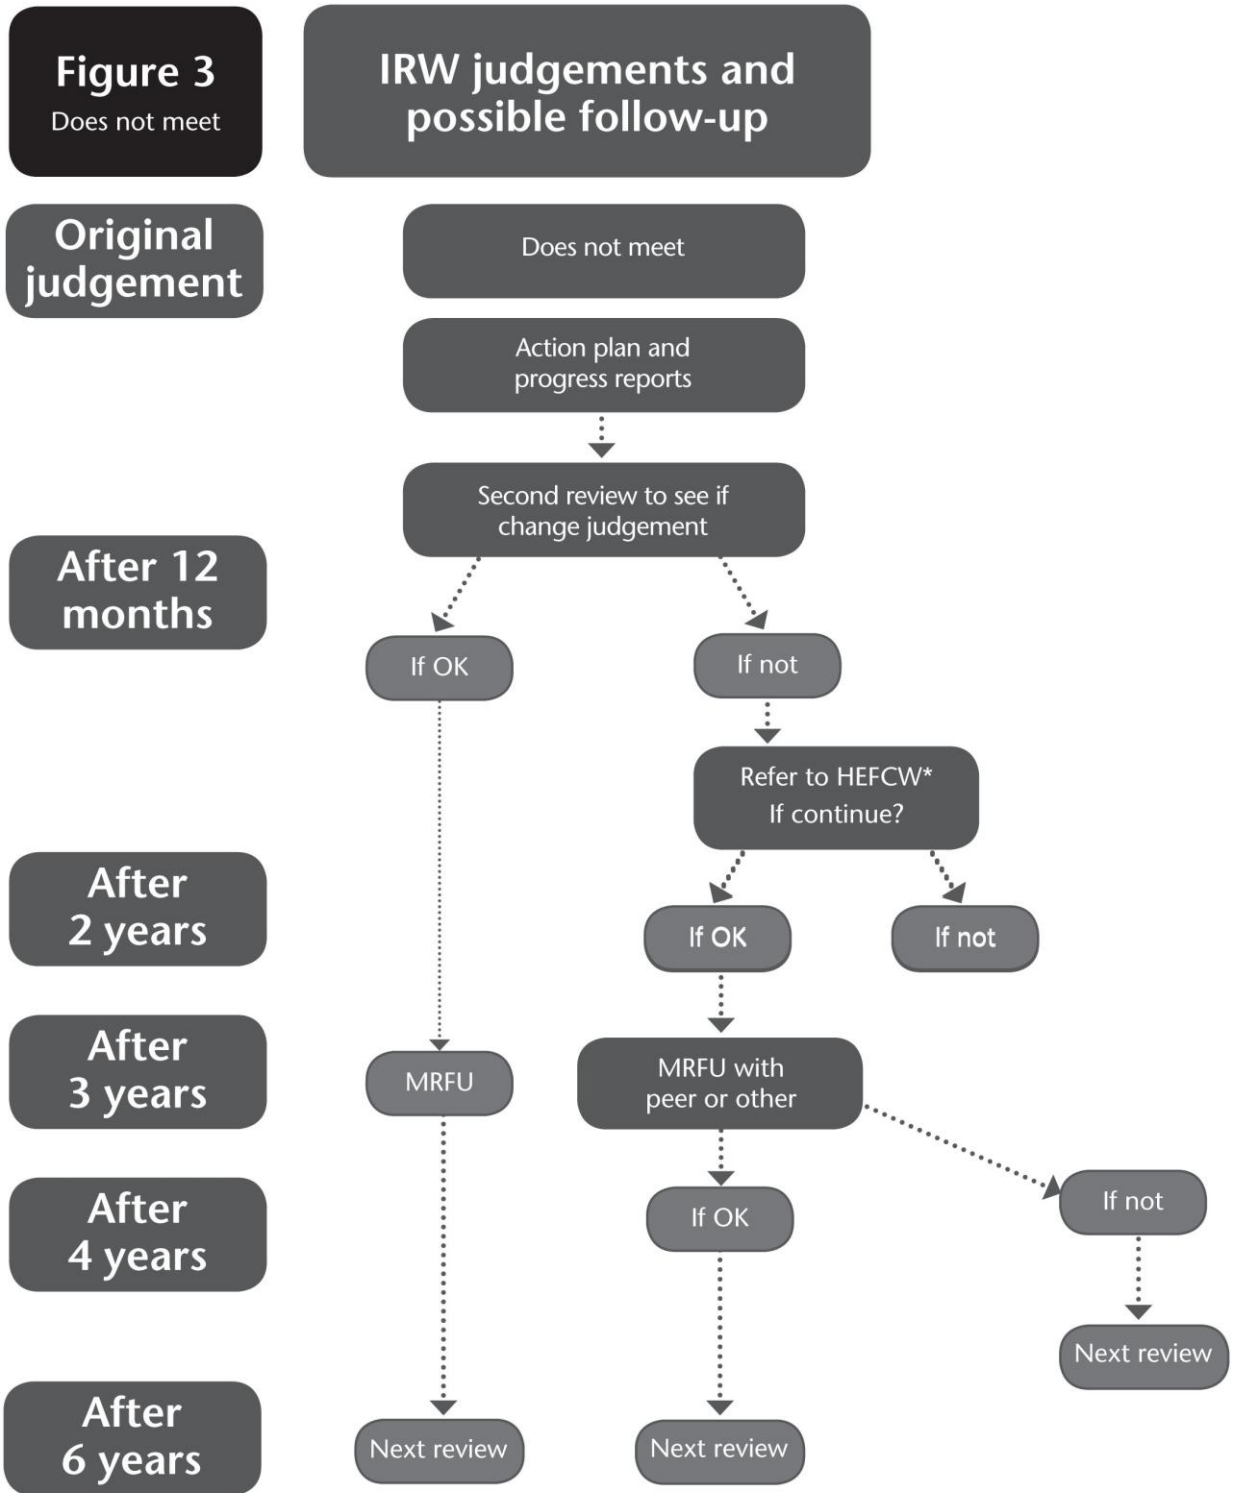 Figure 3
Does not meet
IRW judgements and
possible follow-up
Original
judgement
Does not meet
Action plan and
progress reports
Second review to see if
change judgement
After 12
months
If OK
If not
Refer to HEFCW*
If continue?
After
2 years
If OK
If not
After
3 years
MRFU
MRFU with
peer or other
After
4 years
If OK
If not
Next review
After
6 years
Next review
Next review